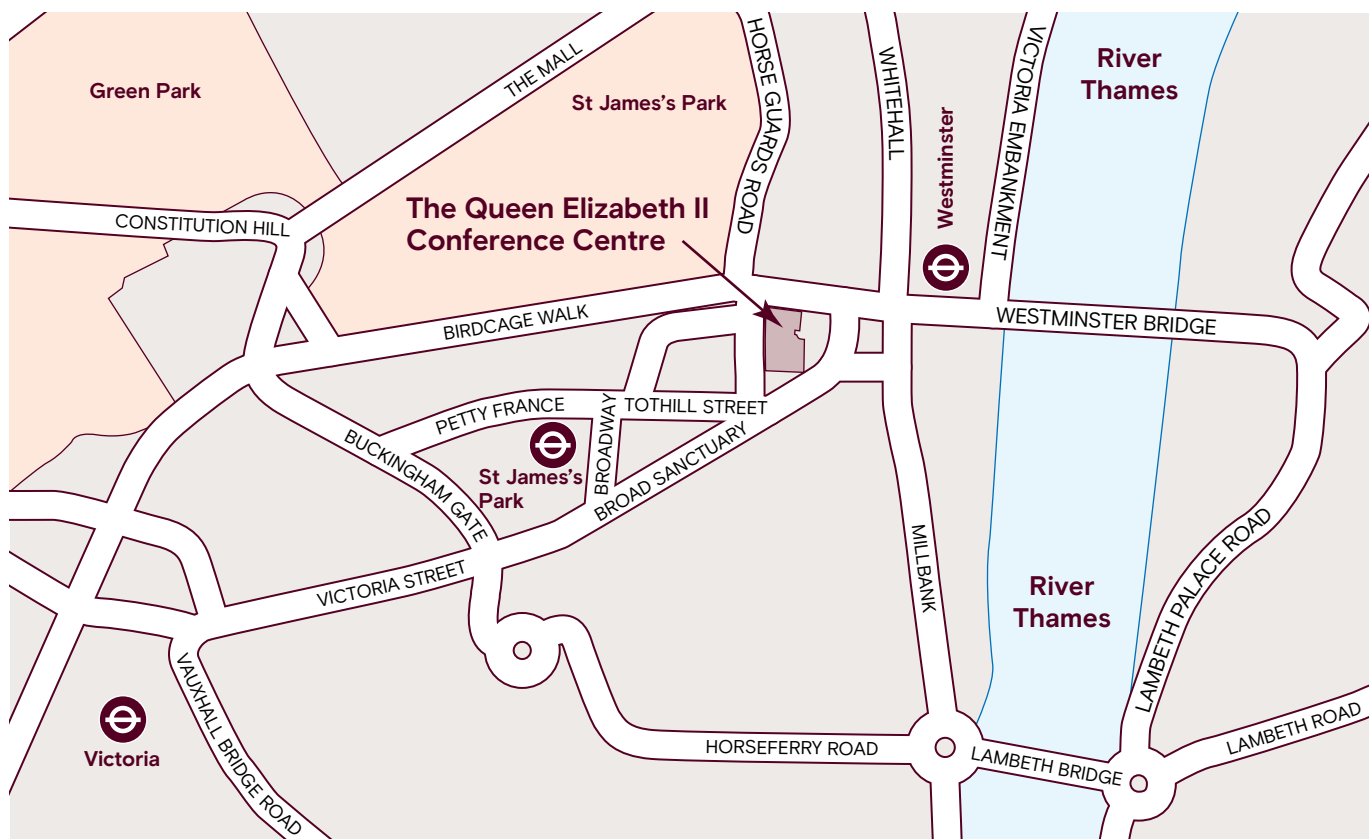 River
Thames
Green Park
THE MALL
St James's Park
HORSE GUARDS ROAD
WHITEHALL
Westminster
VICTORIA EMBANKMENT
The Queen Elizabeth II
Conference Centre
CONSTITUTION HILL
BIRDCAGE WALK
WESTMINSTER BRIDGE
PETTY FRANCE
TOTHILL STREET
BUCKINGHAM GATE
St James's
Park
BROADWAY
BROAD SANCTUARY
VICTORIA STREET
MILLBANK
River
Thames
LAMBETH PALACE ROAD
VAUXHALL BRIDGE ROAD
Victoria
HORSEFERRY ROAD
LAMBETH BRIDGE
LAMBETH ROAD